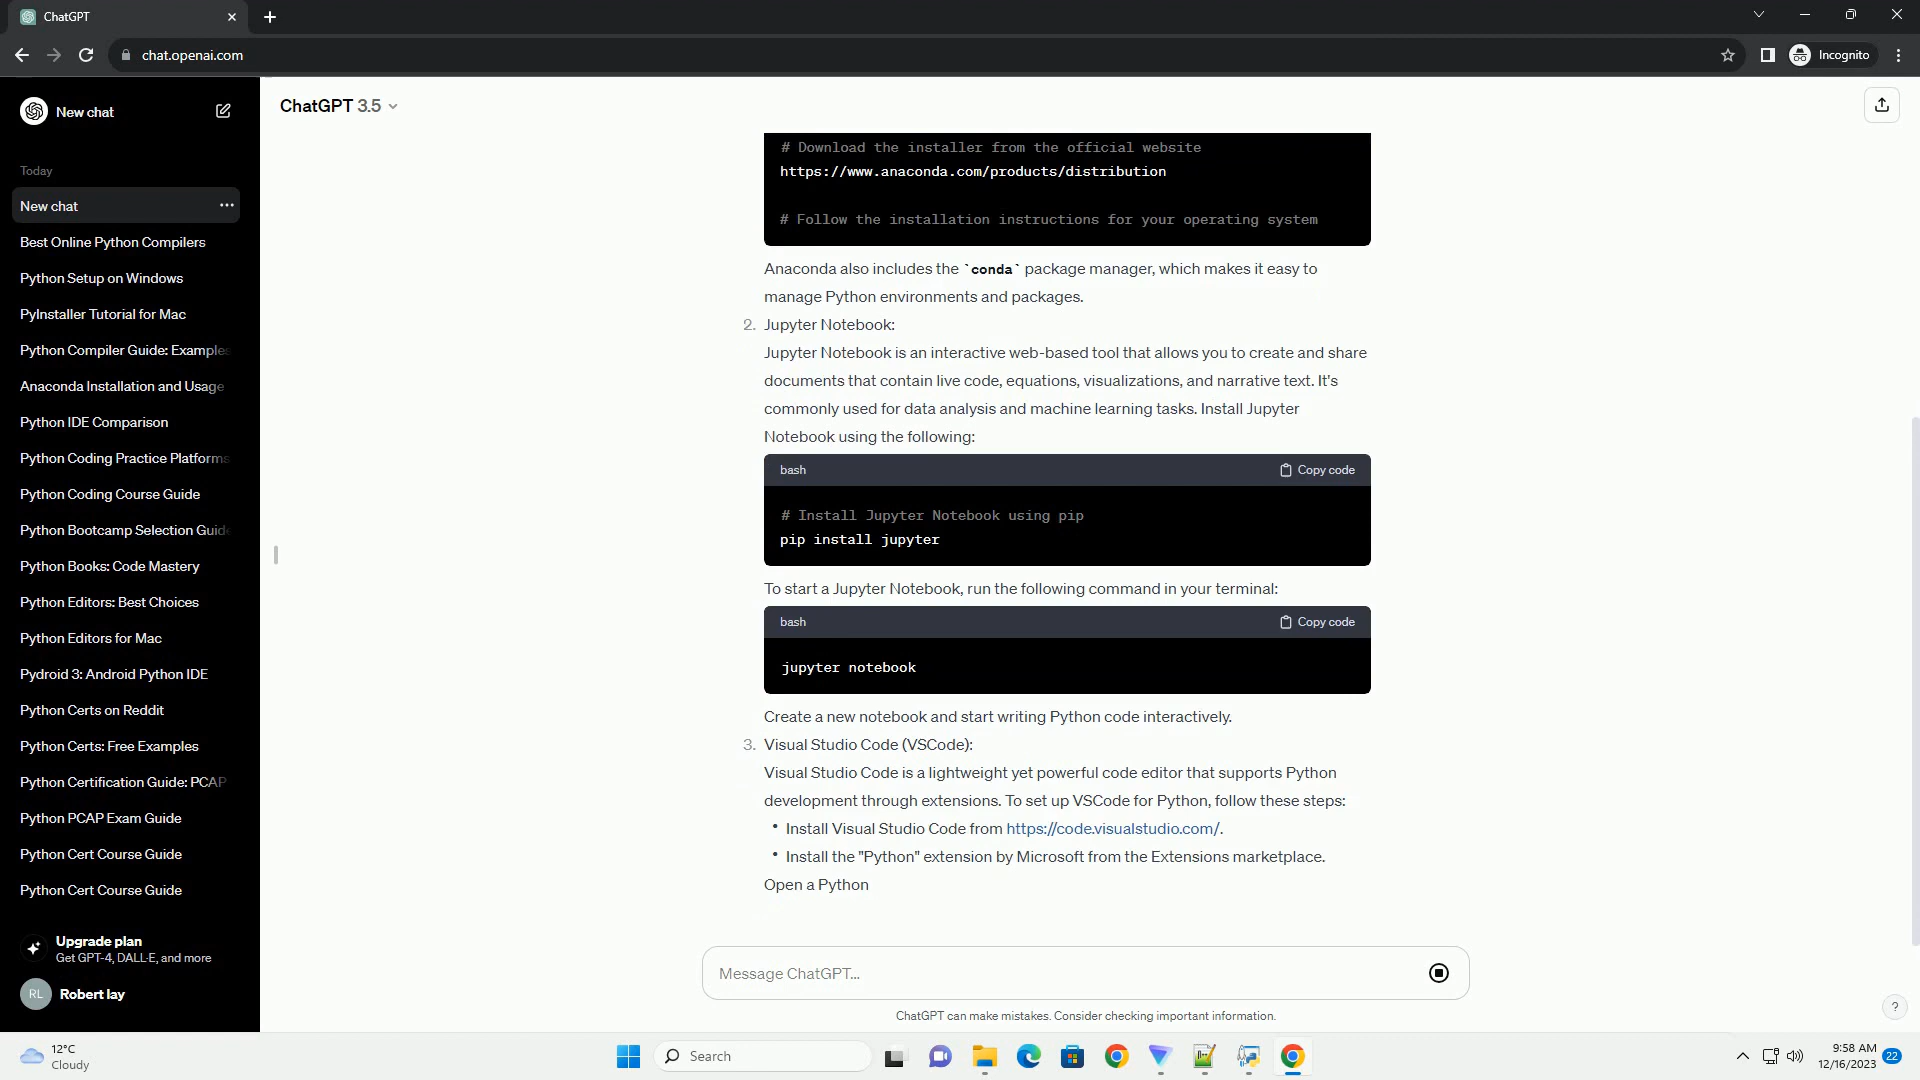 ChatGPT
chat.openai.com
Incognito
New chat
ChatGPT 3.5
Today
New chat
Best Online Python Compilers
Python Setup on Windows
PyInstaller Tutorial for Mac
Python Compiler Guide: Examples
Anaconda Installation and Usage
Python IDE Comparison
Python Coding Practice Platforms
Python Coding Course Guide
Python Bootcamp Selection Guide
Python Books: Code Mastery
Python Editors: Best Choices
Python Editors for Mac
Pydroid 3: Android Python IDE
Python Certs on Reddit
Python Certs: Free Examples
Python Certification Guide: PCAP
Python PCAP Exam Guide
Python Cert Course Guide
Python Cert Course Guide
Upgrade plan
Get GPT-4, DALL·E, and more
RL Robert lay
# Download the installer from the official website
https://www.anaconda.com/products/distribution
# Follow the installation instructions for your operating system
Anaconda also includes the `conda` package manager, which makes it easy to
manage Python environments and packages.
2. Jupyter Notebook:
Jupyter Notebook is an interactive web-based tool that allows you to create and share
documents that contain live code, equations, visualizations, and narrative text. It's
commonly used for data analysis and machine learning tasks. Install Jupyter
Notebook using the following:
bash Copy code
# Install Jupyter Notebook using pip
pip install jupyter
To start a Jupyter Notebook, run the following command in your terminal:
bash Copy code
jupyter notebook
Create a new notebook and start writing Python code interactively.
3. Visual Studio Code (VSCode):
Visual Studio Code is a lightweight yet powerful code editor that supports Python
development through extensions. To set up VSCode for Python, follow these steps:
• Install Visual Studio Code from https://code.visualstudio.com/.
• Install the "Python" extension by Microsoft from the Extensions marketplace.
Open a Python
Message ChatGPT...
ChatGPT can make mistakes. Consider checking important information.
?
12°C
Cloudy
Search
9:58 AM
12/16/2023
22